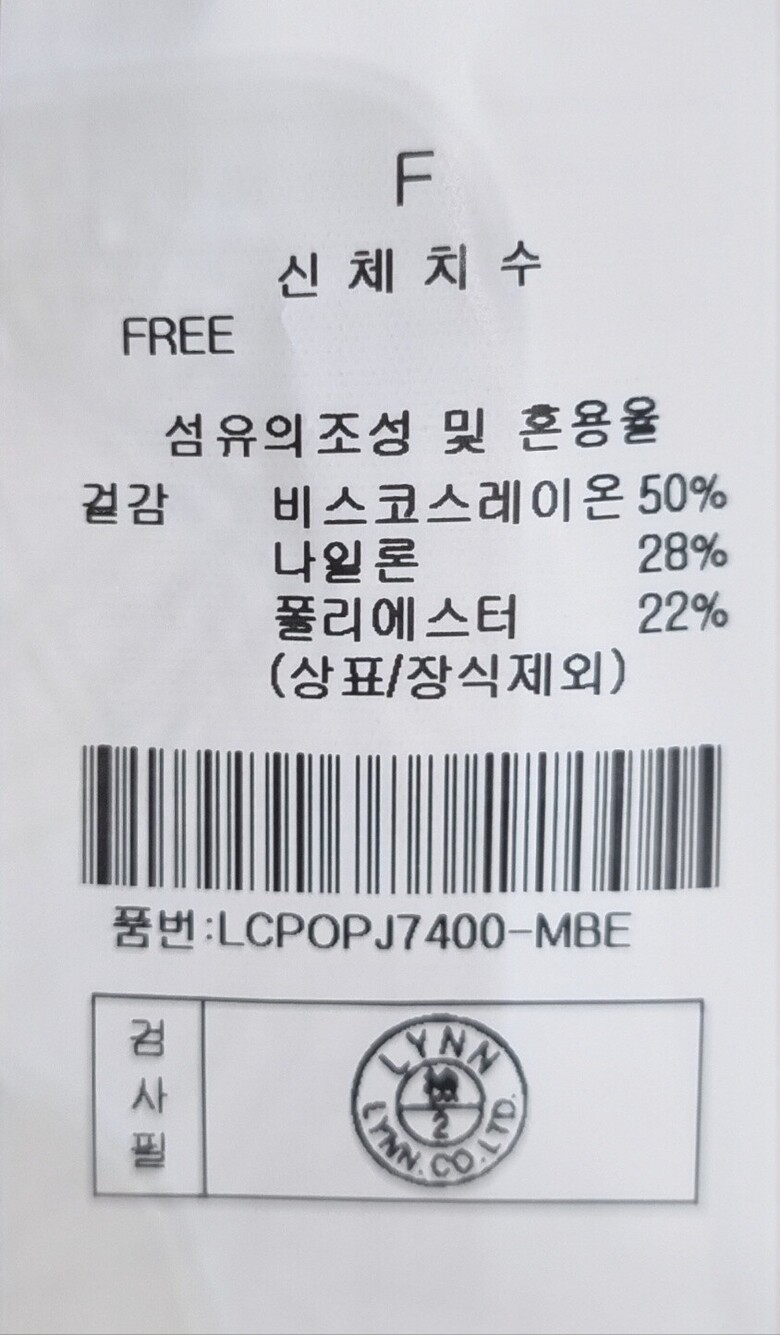 F
신체치수
FREE
섬유의조성 및 혼용율
겉감 비스코스레이온 50%
나일론 28%
폴리에스터 22%
(상표/장식제외)
품번:LCPOPJ7400-MBE
검사필
LYNN
2
LYNN.CO.LTD.